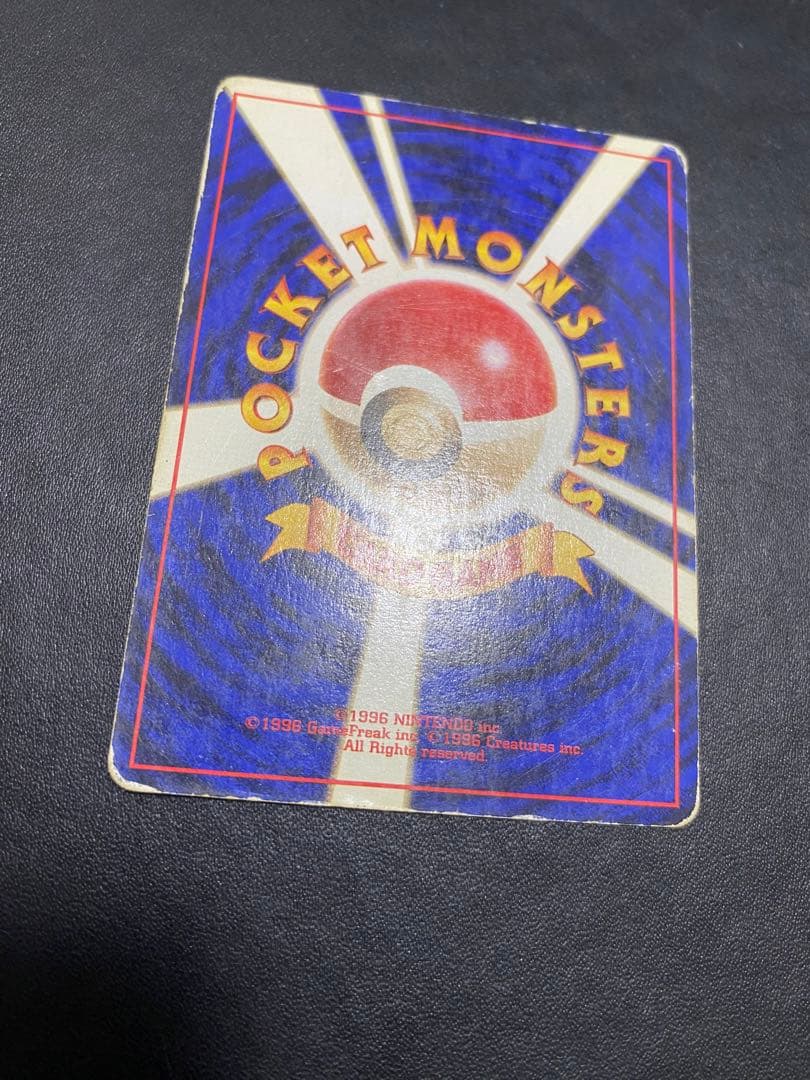 POCKET MONSTERS
©1996 NINTENDO inc.
©1996 GameFreak inc. ©1996 Creatures inc.
All Rights reserved.